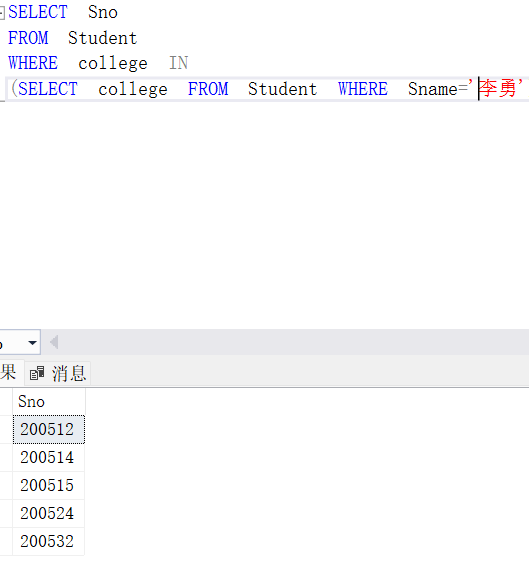 SELECT Sno
FROM Student
WHERE college IN
(SELECT college FROM Student WHERE Sname='李勇'
果 消息
Sno
200512
200514
200515
200524
200532